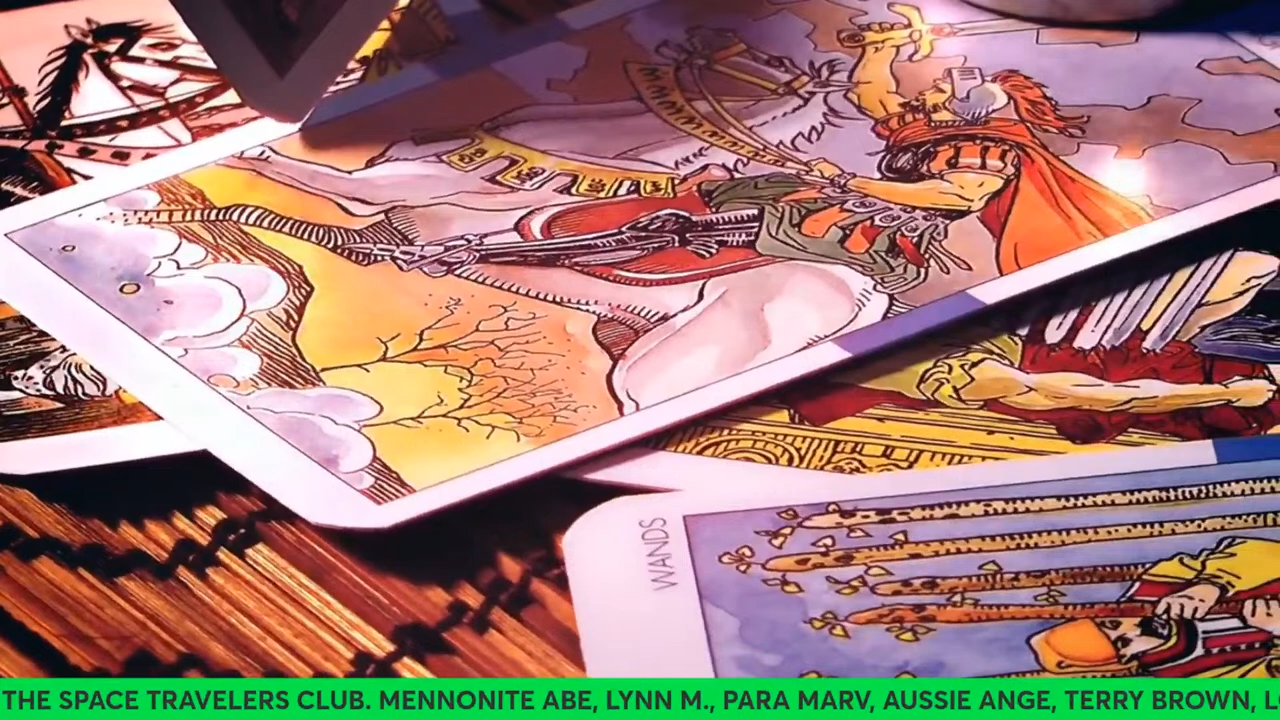 WANDS
THE SPACE TRAVELERS CLUB. MENNONITE ABE, LYNN M., PARA MARV, AUSSIE ANGE, TERRY BROWN, L